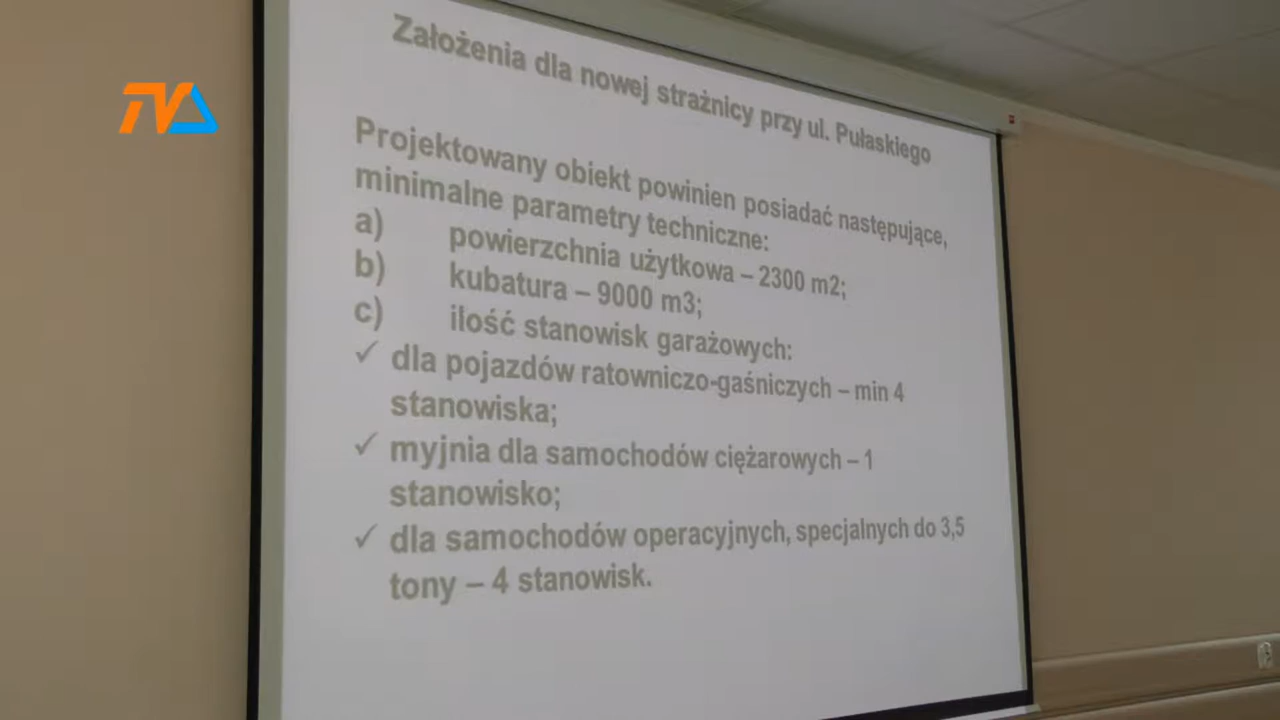 TVA
Założenia dla nowej strażnicy przy ul. Pułaskiego
Projektowany obiekt powinien posiadać następujące,
minimalne parametry techniczne:
a) powierzchnia użytkowa – 2300 m2;
b) kubatura – 9000 m3;
c) ilość stanowisk garażowych:
✓ dla pojazdów ratowniczo-gaśniczych – min 4
stanowiska;
✓ myjnia dla samochodów ciężarowych – 1
stanowisko;
✓ dla samochodów operacyjnych, specjalnych do 3,5
tony – 4 stanowisk.